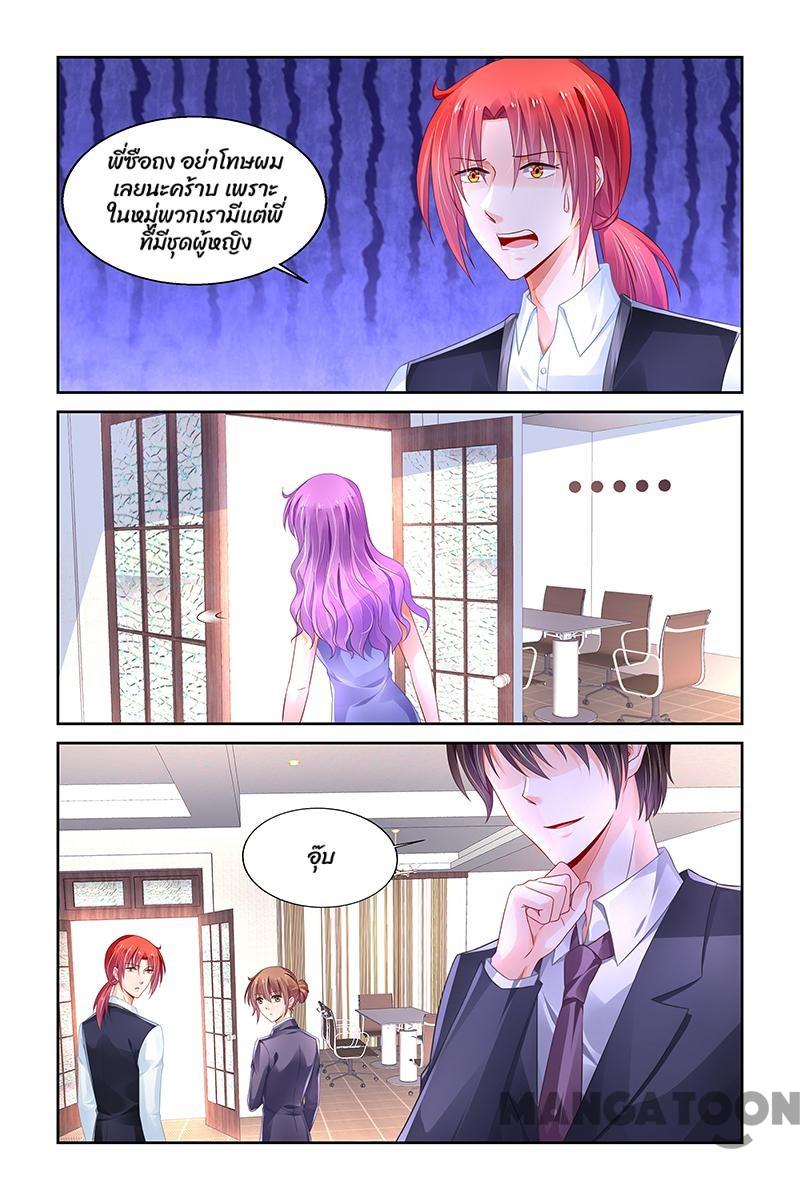 พี่ซือถง อย่าโทษผม
เลยนะคร้าบ เพราะ
ในหมู่พวกเรามีแต่พี่
ที่มีชุดผู้หญิง
อุ๊บ
MANGATOON